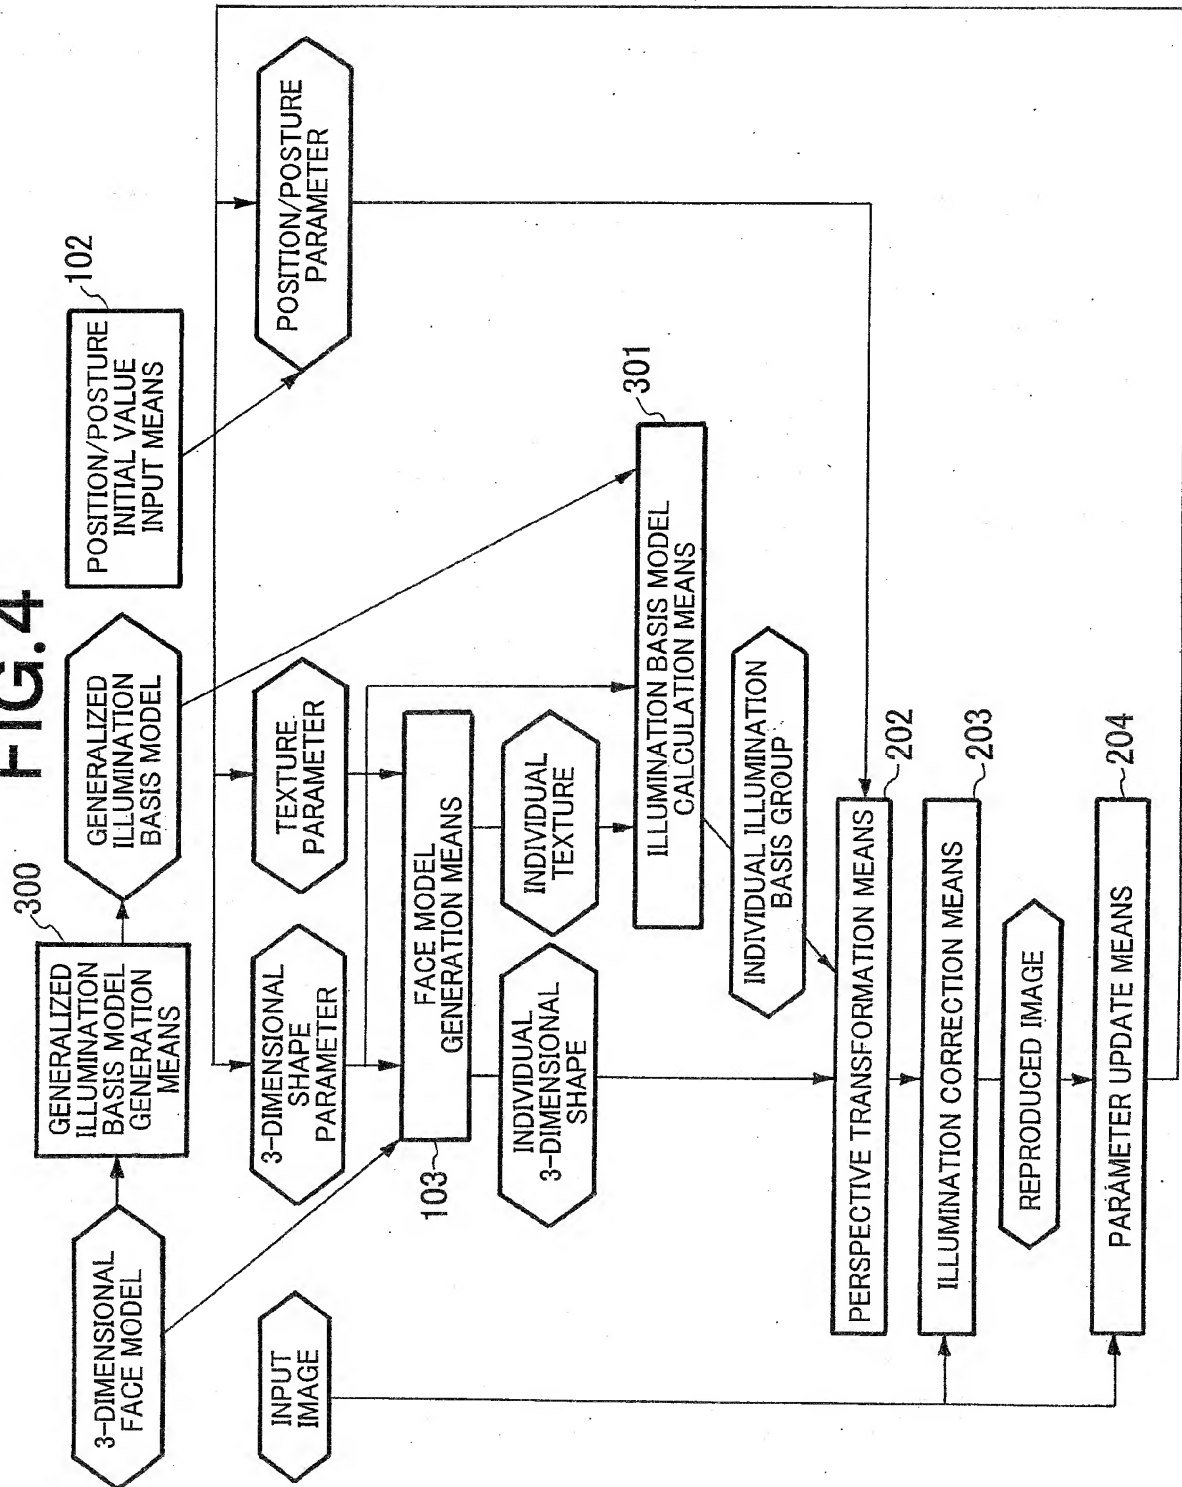 FIG.4
3-DIMENSIONAL
FACE MODEL
300
GENERALIZED
ILLUMINATION
BASIS MODEL
GENERATION
MEANS
GENERALIZED
ILLUMINATION
BASIS MODEL
102
POSITION/POSTURE
INITIAL VALUE
INPUT MEANS
INPUT
IMAGE
3-DIMENSIONAL
SHAPE
PARAMETER
TEXTURE
PARAMETER
POSITION/POSTURE
PARAMETER
103
FACE MODEL
GENERATION MEANS
INDIVIDUAL
3-DIMENSIONAL
SHAPE
INDIVIDUAL
TEXTURE
301
ILLUMINATION BASIS MODEL
CALCULATION MEANS
INDIVIDUAL ILLUMINATION
BASIS GROUP
PERSPECTIVE TRANSFORMATION MEANS
202
ILLUMINATION CORRECTION MEANS
203
REPRODUCED IMAGE
PARAMETER UPDATE MEANS
204